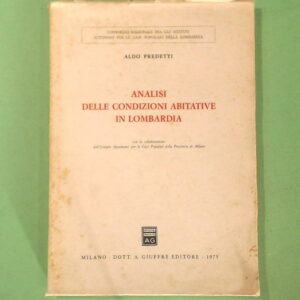 CONSORZIO REGIONALE FRA GLI ISTITUTI
AUTONOMI PER LE CASE POPOLARI DELLA LOMBARDIA
ALDO PREDETTI
ANALISI
DELLE CONDIZIONI ABITATIVE
IN LOMBARDIA
con la collaborazione
dell'Istituto Autonomo per le Case Popolari della Provincia di Milano
AG
MILANO - DOTT. A. GIUFFRÈ EDITORE - 1975